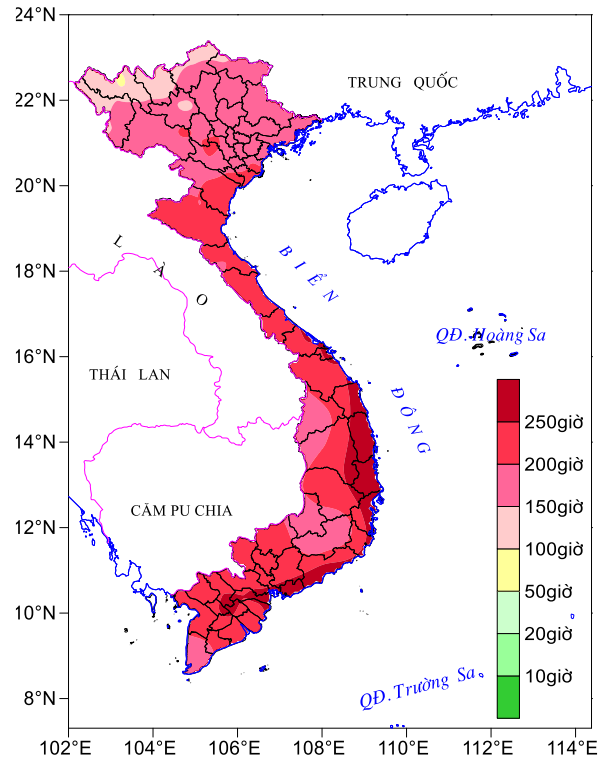 24°N
22°N
20°N
18°N
16°N
14°N
12°N
10°N
8°N
102°E 104°E 106°E 108°E 110°E 112°E 114°E
TRUNG QUỐC
LÀO
BIỂN
ĐÔNG
QĐ. Hoàng Sa
THÁI LAN
CĂM PU CHIA
QĐ. Trường Sa
250giờ
200giờ
150giờ
100giờ
50giờ
20giờ
10giờ